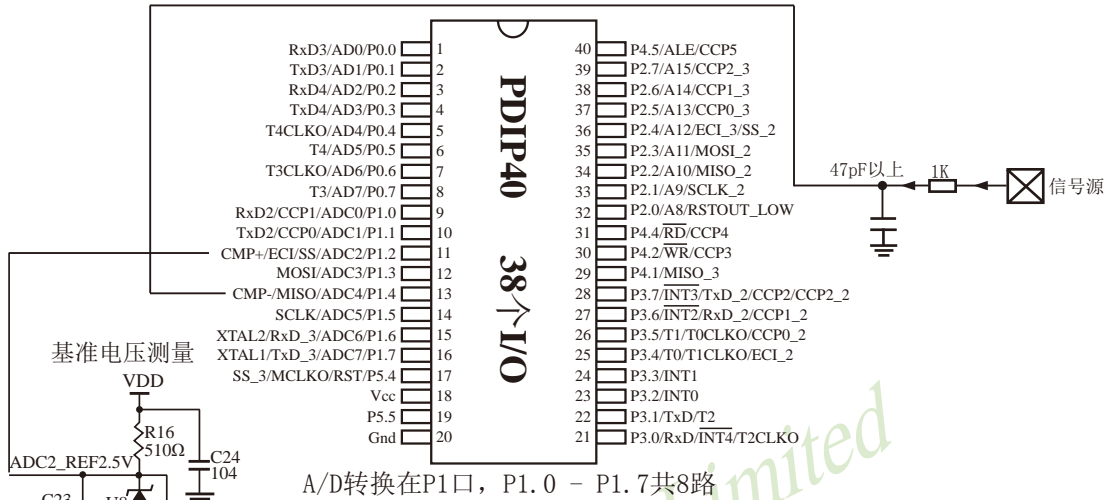 RxD3/AD0/P0.0 1
TxD3/AD1/P0.1 2
RxD4/AD2/P0.2 3
TxD4/AD3/P0.3 4
T4CLKO/AD4/P0.4 5
T4/AD5/P0.5 6
T3CLKO/AD6/P0.6 7
T3/AD7/P0.7 8
RxD2/CCP1/ADC0/P1.0 9
TxD2/CCP0/ADC1/P1.1 10
CMP+/ECI/SS/ADC2/P1.2 11
MOSI/ADC3/P1.3 12
CMP-/MISO/ADC4/P1.4 13
SCLK/ADC5/P1.5 14
XTAL2/RxD_3/ADC6/P1.6 15
XTAL1/TxD_3/ADC7/P1.7 16
SS_3/MCLKO/RST/P5.4 17
Vcc 18
P5.5 19
Gnd 20
PDIP40 38个I/O
40 P4.5/ALE/CCP5
39 P2.7/A15/CCP2_3
38 P2.6/A14/CCP1_3
37 P2.5/A13/CCP0_3
36 P2.4/A12/ECI_3/SS_2
35 P2.3/A11/MOSI_2
34 P2.2/A10/MISO_2
33 P2.1/A9/SCLK_2
32 P2.0/A8/RSTOUT_LOW
31 P4.4/RD/CCP4
30 P4.2/WR/CCP3
29 P4.1/MISO_3
28 P3.7/INT3/TxD_2/CCP2/CCP2_2
27 P3.6/INT2/RxD_2/CCP1_2
26 P3.5/T1/T0CLKO/CCP0_2
25 P3.4/T0/T1CLKO/ECI_2
24 P3.3/INT1
23 P3.2/INT0
22 P3.1/TxD/T2
21 P3.0/RxD/INT4/T2CLKO
47pF以上
1K
信号源
基准电压测量
VDD
R16
510Ω
C24
104
ADC2_REF2.5V
A/D转换在P1口，P1.0 - P1.7共8路
imited